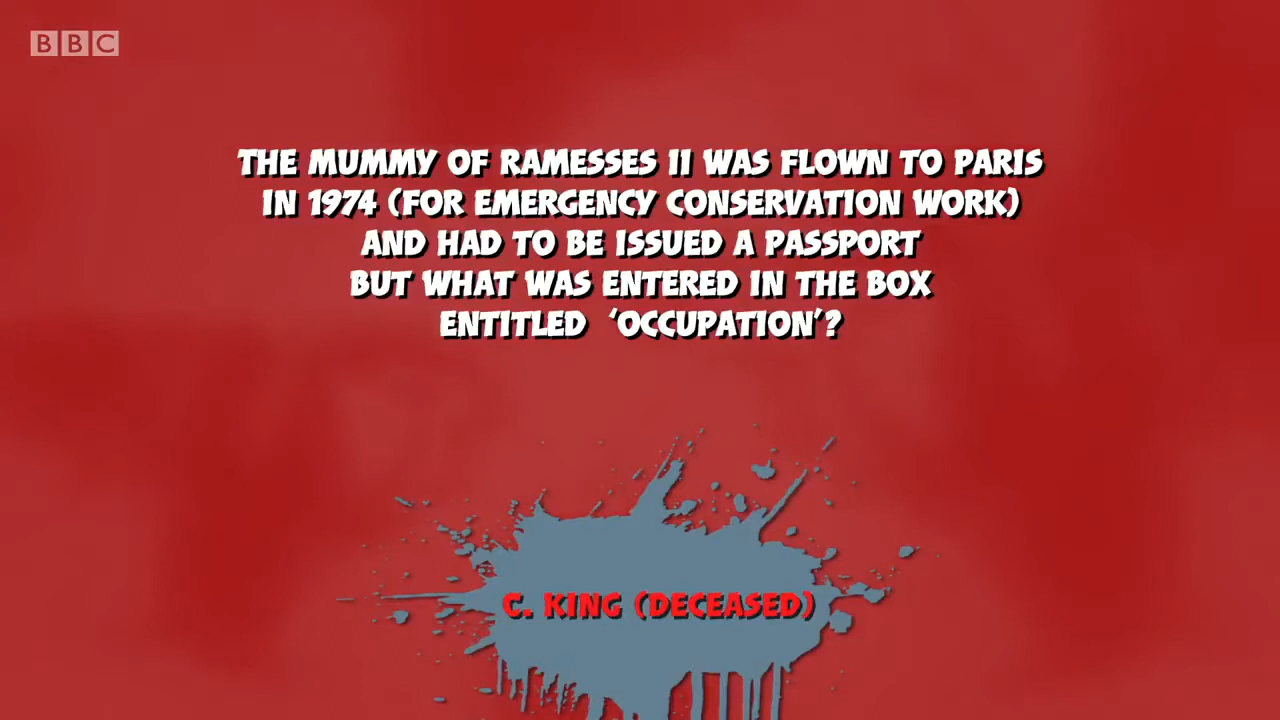 BBC
THE MUMMY OF RAMESSES II WAS FLOWN TO PARIS
IN 1974 (FOR EMERGENCY CONSERVATION WORK)
AND HAD TO BE ISSUED A PASSPORT
BUT WHAT WAS ENTERED IN THE BOX
ENTITLED ‘OCCUPATION’?
C. KING (DECEASED)